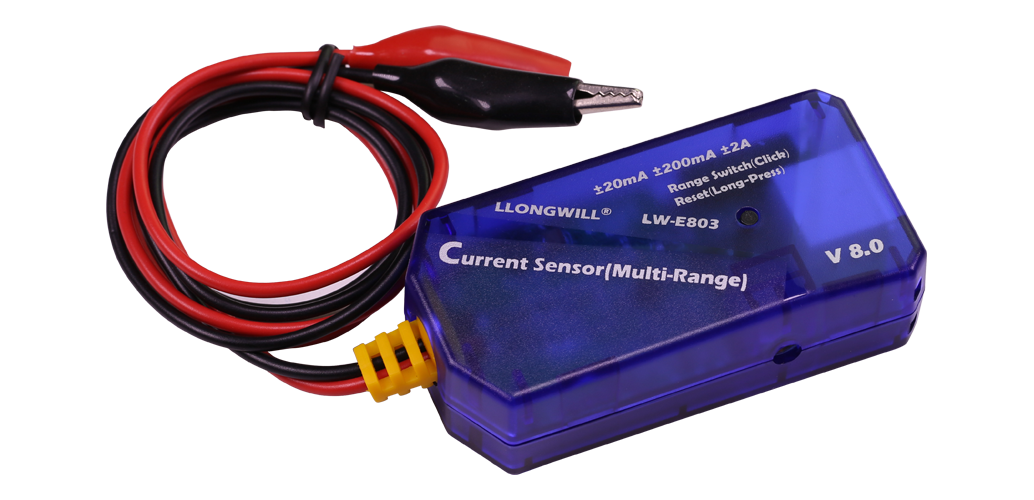 ±20mA ±200mA ±2A
Range Switch(Click)
Reset(Long-Press)
LLONGWILL® LW-E803
Current Sensor(Multi-Range)
V 8.0